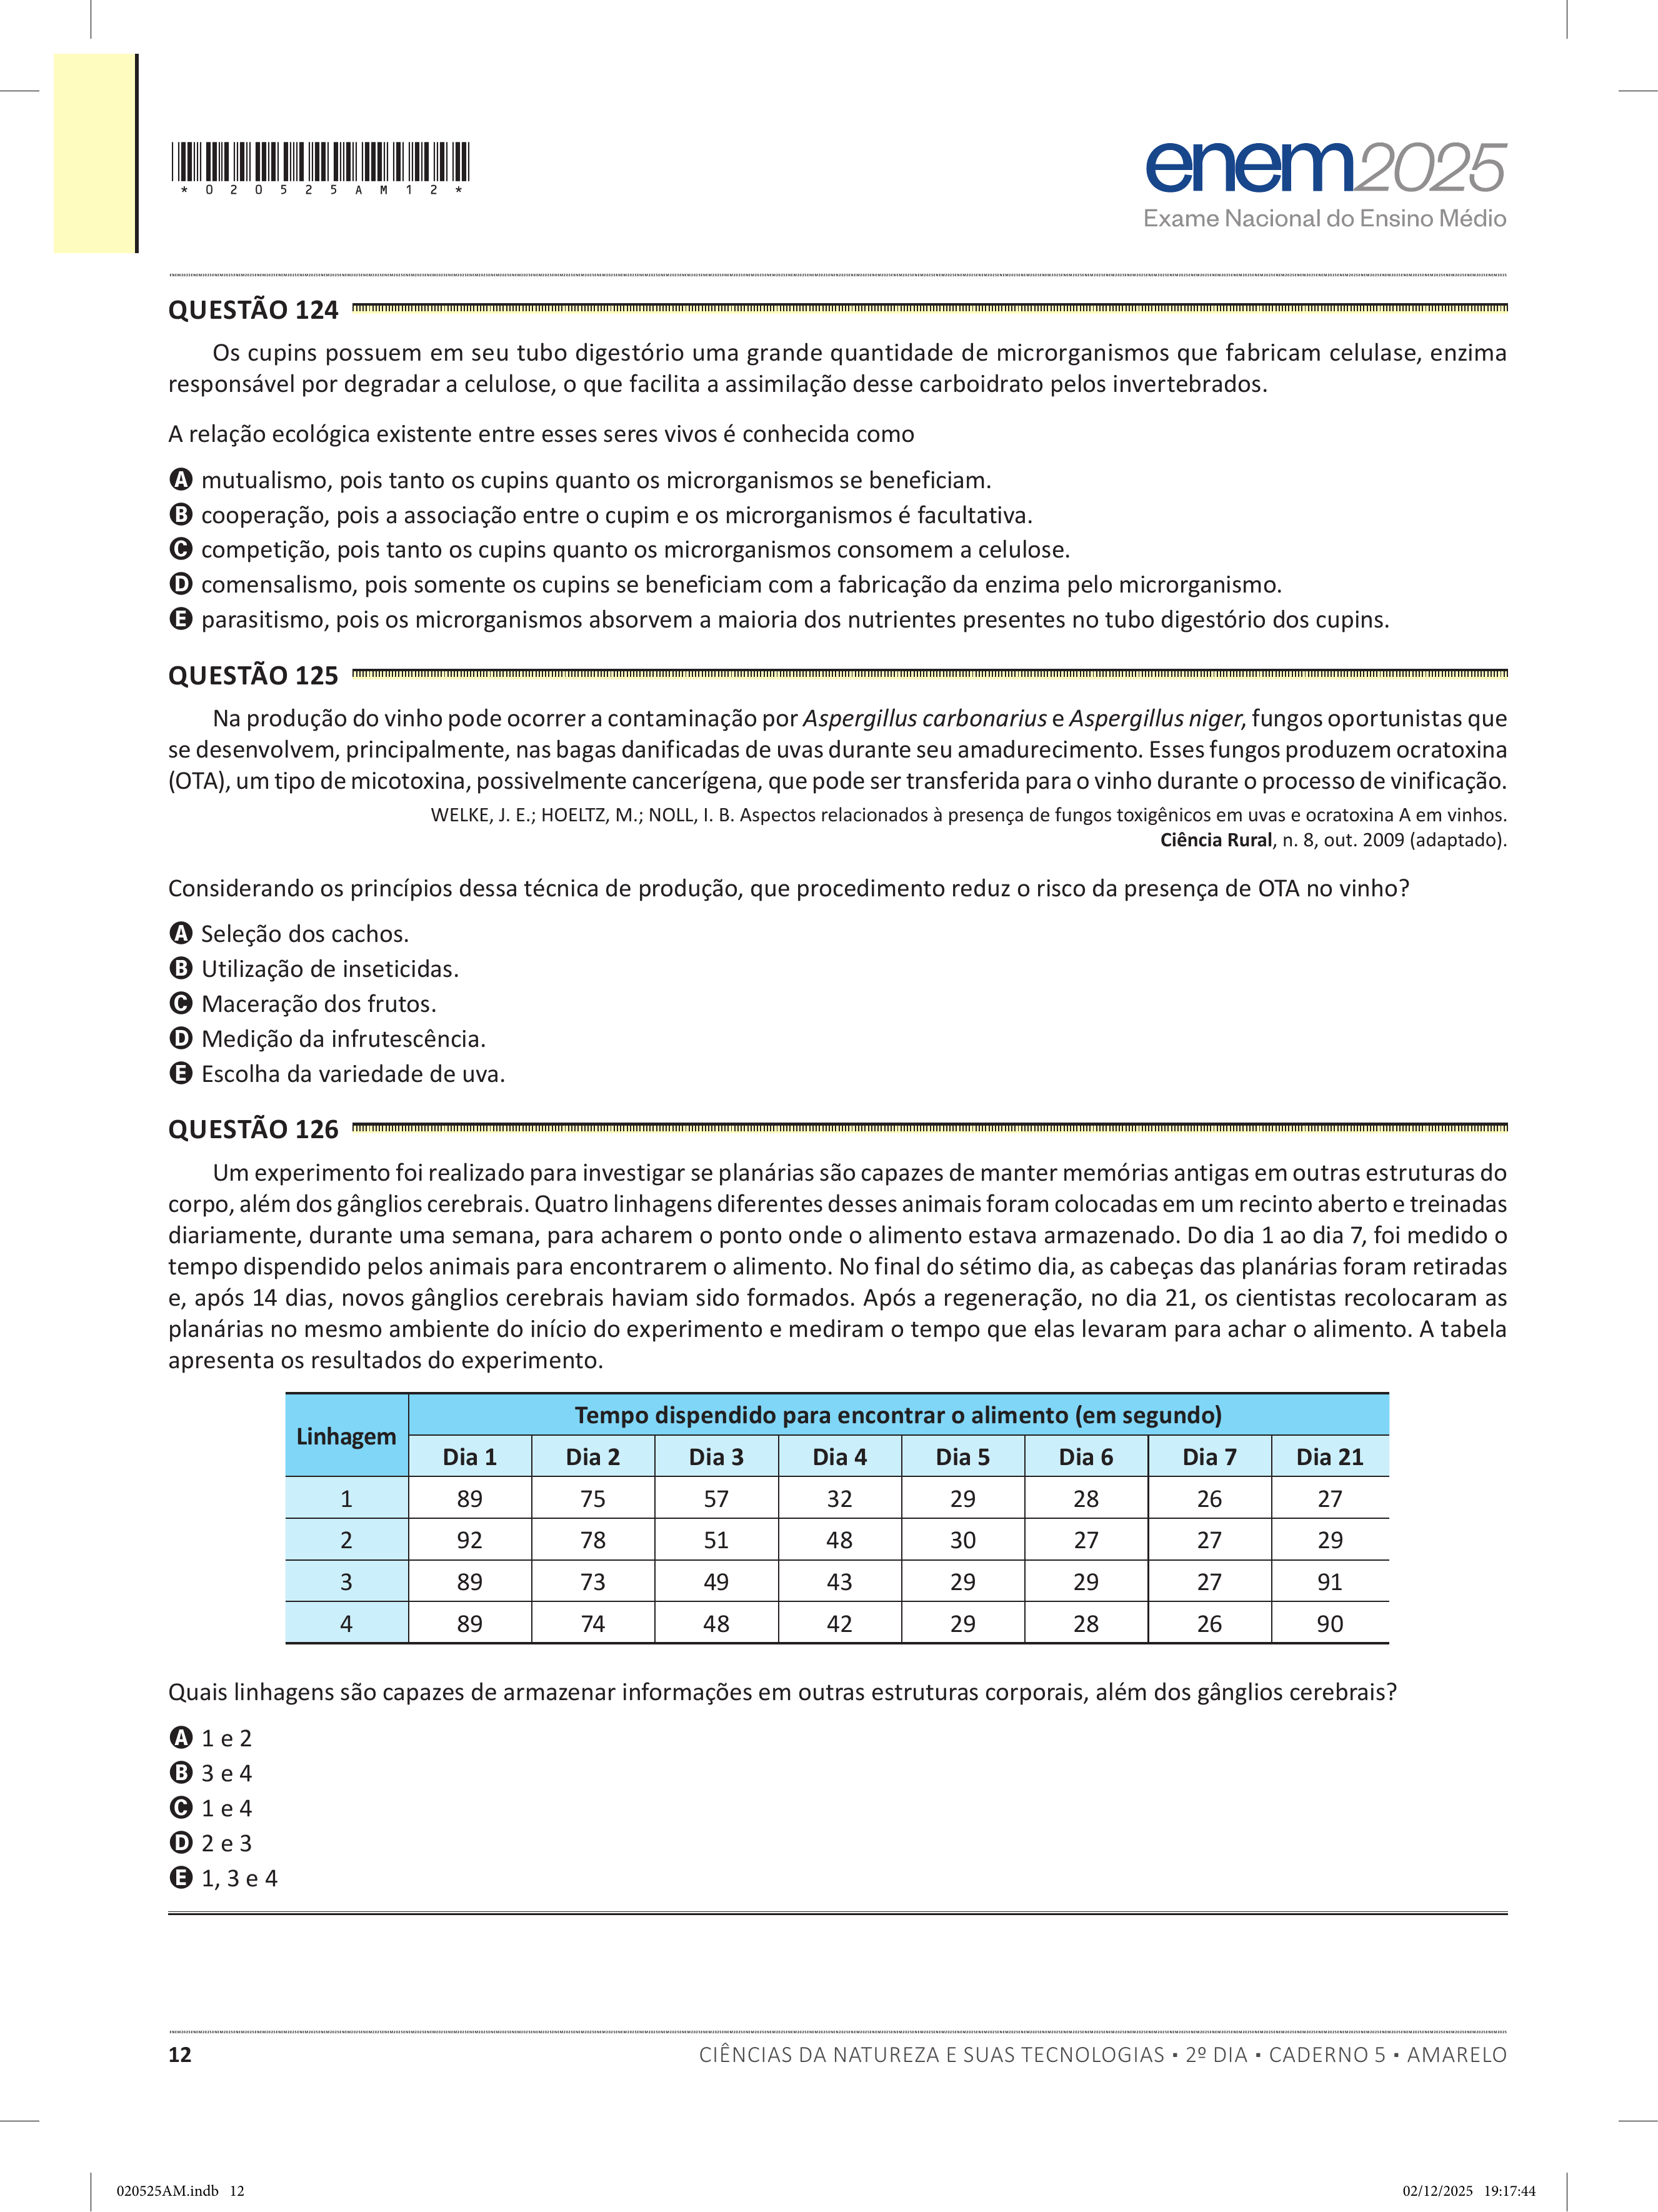 *020525AM12*
enem2025
Exame Nacional do Ensino Médio
QUESTÃO 124
Os cupins possuem em seu tubo digestório uma grande quantidade de microrganismos que fabricam celulase, enzima
responsável por degradar a celulose, o que facilita a assimilação desse carboidrato pelos invertebrados.
A relação ecológica existente entre esses seres vivos é conhecida como
A mutualismo, pois tanto os cupins quanto os microrganismos se beneficiam.
B cooperação, pois a associação entre o cupim e os microrganismos é facultativa.
C competição, pois tanto os cupins quanto os microrganismos consomem a celulose.
D comensalismo, pois somente os cupins se beneficiam com a fabricação da enzima pelo microrganismo.
E parasitismo, pois os microrganismos absorvem a maioria dos nutrientes presentes no tubo digestório dos cupins.
QUESTÃO 125
Na produção do vinho pode ocorrer a contaminação por Aspergillus carbonarius e Aspergillus niger, fungos oportunistas que
se desenvolvem, principalmente, nas bagas danificadas de uvas durante seu amadurecimento. Esses fungos produzem ocratoxina
(OTA), um tipo de micotoxina, possivelmente cancerígena, que pode ser transferida para o vinho durante o processo de vinificação.
WELKE, J. E.; HOELTZ, M.; NOLL, I. B. Aspectos relacionados à presença de fungos toxigênicos em uvas e ocratoxina A em vinhos.
Ciência Rural, n. 8, out. 2009 (adaptado).
Considerando os princípios dessa técnica de produção, que procedimento reduz o risco da presença de OTA no vinho?
A Seleção dos cachos.
B Utilização de inseticidas.
C Maceração dos frutos.
D Medição da infrutescência.
E Escolha da variedade de uva.
QUESTÃO 126
Um experimento foi realizado para investigar se planárias são capazes de manter memórias antigas em outras estruturas do
corpo, além dos gânglios cerebrais. Quatro linhagens diferentes desses animais foram colocadas em um recinto aberto e treinadas
diariamente, durante uma semana, para acharem o ponto onde o alimento estava armazenado. Do dia 1 ao dia 7, foi medido o
tempo dispendido pelos animais para encontrarem o alimento. No final do sétimo dia, as cabeças das planárias foram retiradas
e, após 14 dias, novos gânglios cerebrais haviam sido formados. Após a regeneração, no dia 21, os cientistas recolocaram as
planárias no mesmo ambiente do início do experimento e mediram o tempo que elas levaram para achar o alimento. A tabela
apresenta os resultados do experimento.
Linhagem Tempo dispendido para encontrar o alimento (em segundo)
Dia 1 Dia 2 Dia 3 Dia 4 Dia 5 Dia 6 Dia 7 Dia 21
1 89 75 57 32 29 28 26 27
2 92 78 51 48 30 27 27 29
3 89 73 49 43 29 29 27 91
4 89 74 48 42 29 28 26 90
Quais linhagens são capazes de armazenar informações em outras estruturas corporais, além dos gânglios cerebrais?
A 1 e 2
B 3 e 4
C 1 e 4
D 2 e 3
E 1, 3 e 4
12 CIÊNCIAS DA NATUREZA E SUAS TECNOLOGIAS ▪ 2º DIA ▪ CADERNO 5 ▪ AMARELO
020525AM.indb 12 02/12/2025 19:17:44